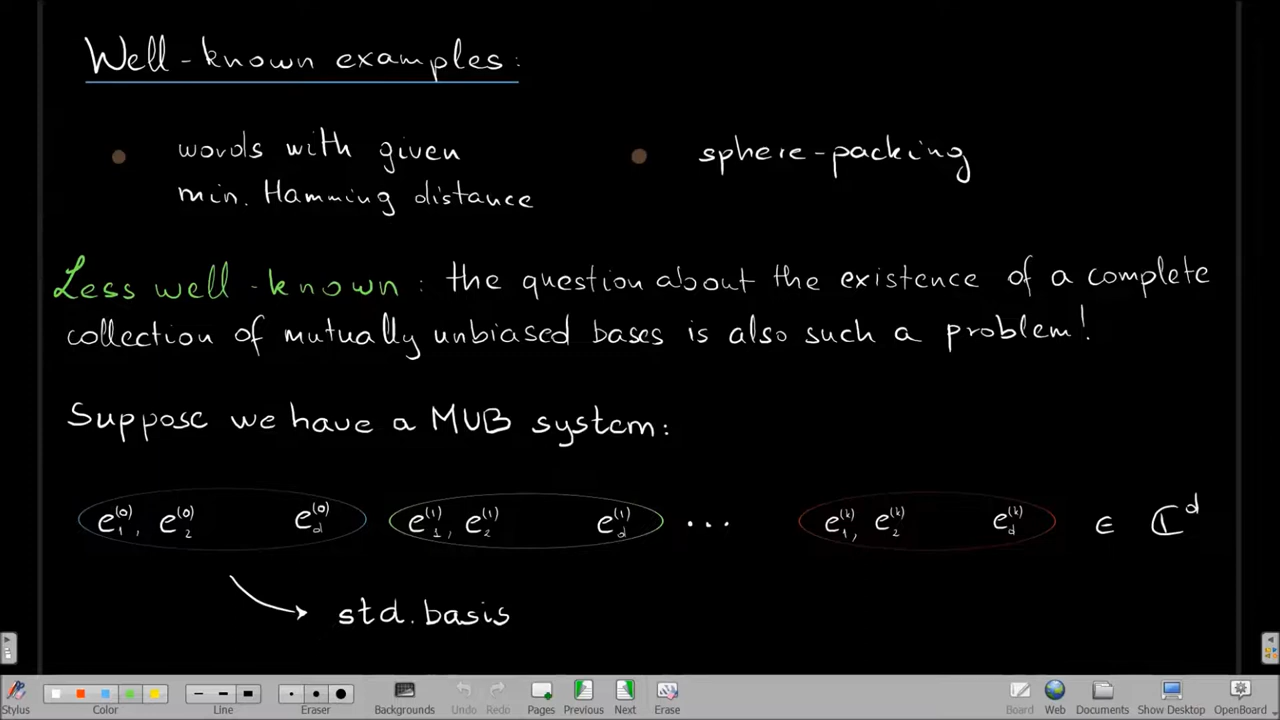 Well-known examples:
• words with given
min. Hamming distance
• sphere-packing
Less well-known: the question about the existence of a complete
collection of mutually unbiased bases is also such a problem!
Suppose we have a MUB system:
e₁⁽⁰⁾, e₂⁽⁰⁾ e_d⁽⁰⁾ e₁⁽¹⁾, e₂⁽¹⁾ e_d⁽¹⁾ ... e₁⁽ᵏ⁾, e₂⁽ᵏ⁾ e_d⁽ᵏ⁾ ∈ ℂᵈ
std. basis
Stylus Color Line Eraser Backgrounds Undo Redo Pages Previous Next Erase Board Web Documents Show Desktop OpenBoard